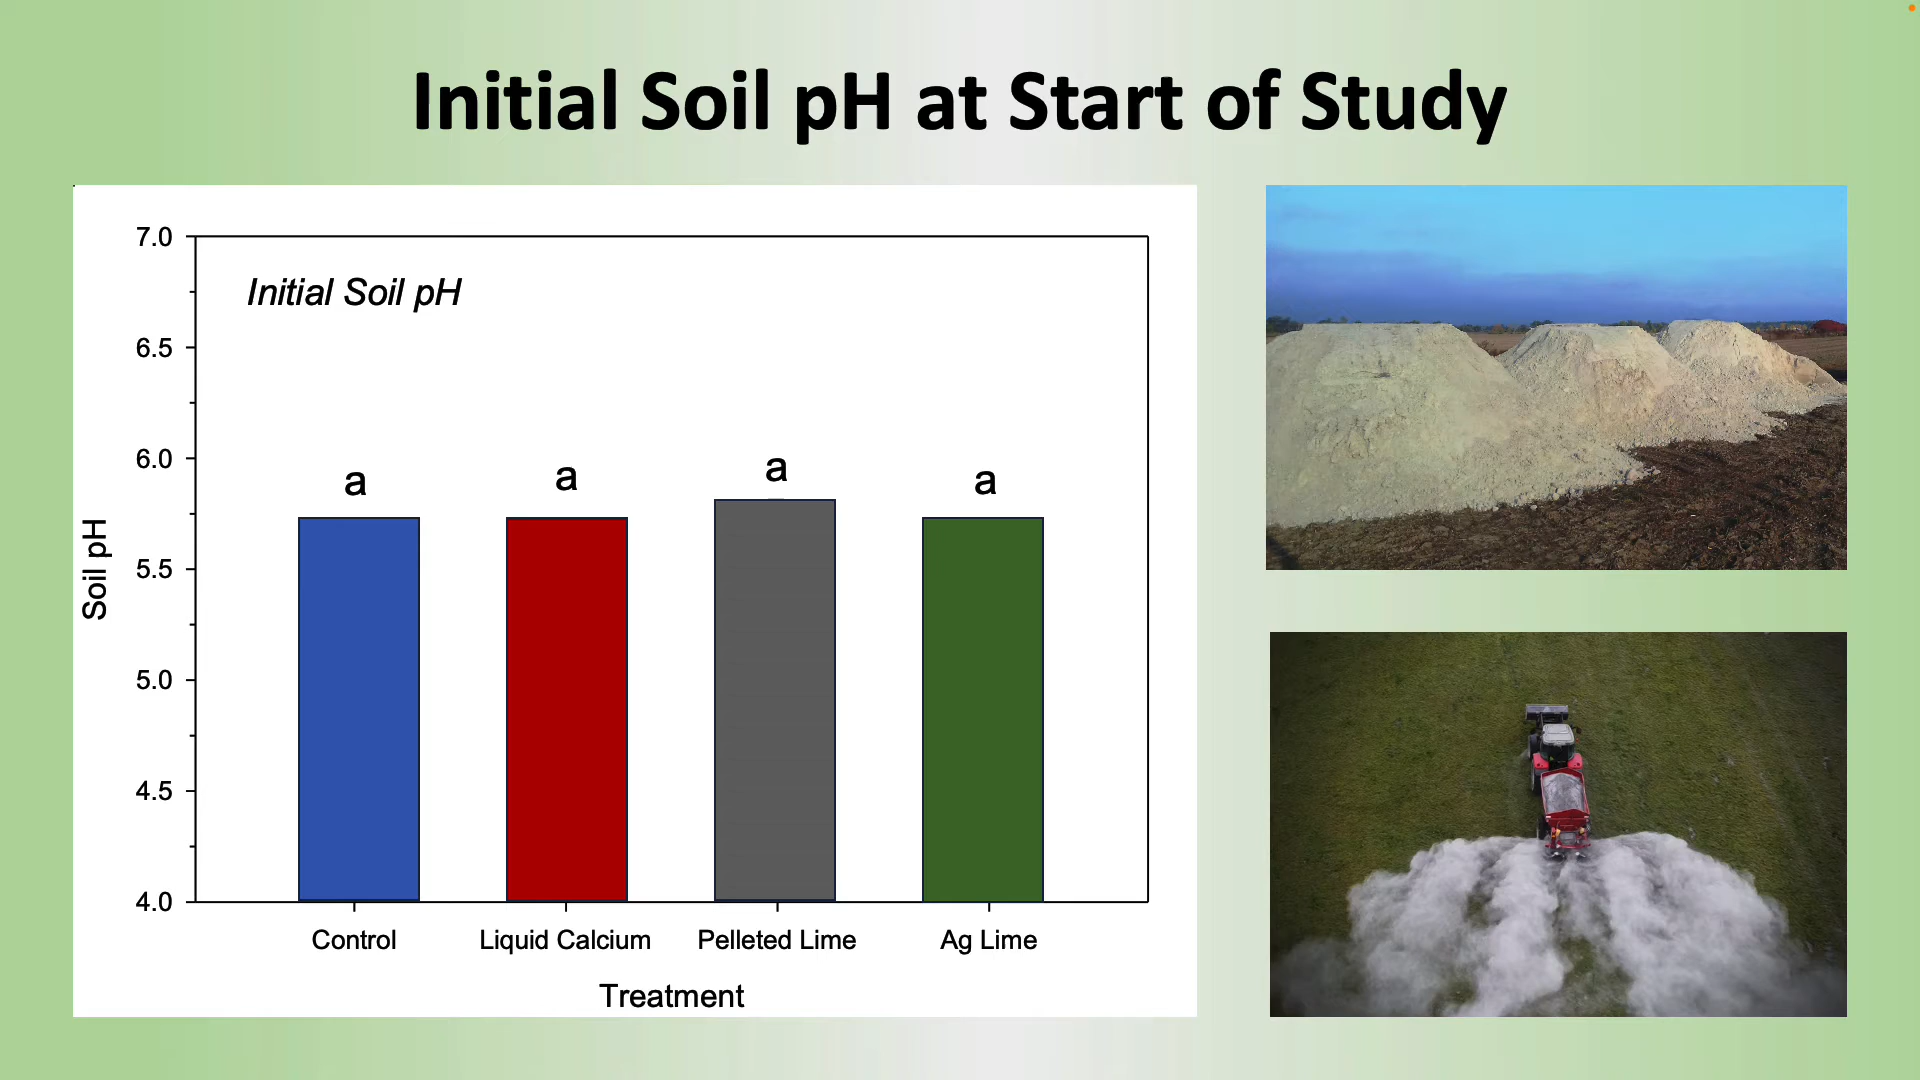 Initial Soil pH at Start of Study
Initial Soil pH
7.0
6.5
6.0
5.5
5.0
4.5
4.0
Soil pH
a a a a
Control Liquid Calcium Pelleted Lime Ag Lime
Treatment